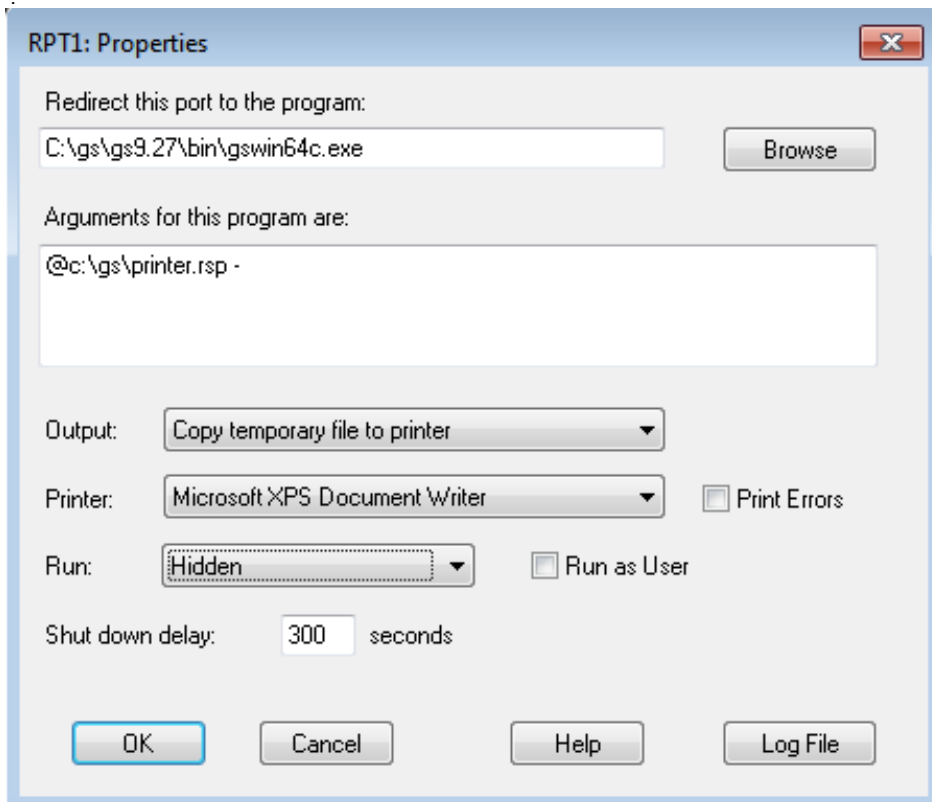 RPT1: Properties
Redirect this port to the program:
C:\gs\gs9.27\bin\gswin64c.exe
Browse
Arguments for this program are:
@c:\gs\printer.rsp -
Output: Copy temporary file to printer
Printer: Microsoft XPS Document Writer Print Errors
Run: Hidden Run as User
Shut down delay: 300 seconds
OK Cancel Help Log File